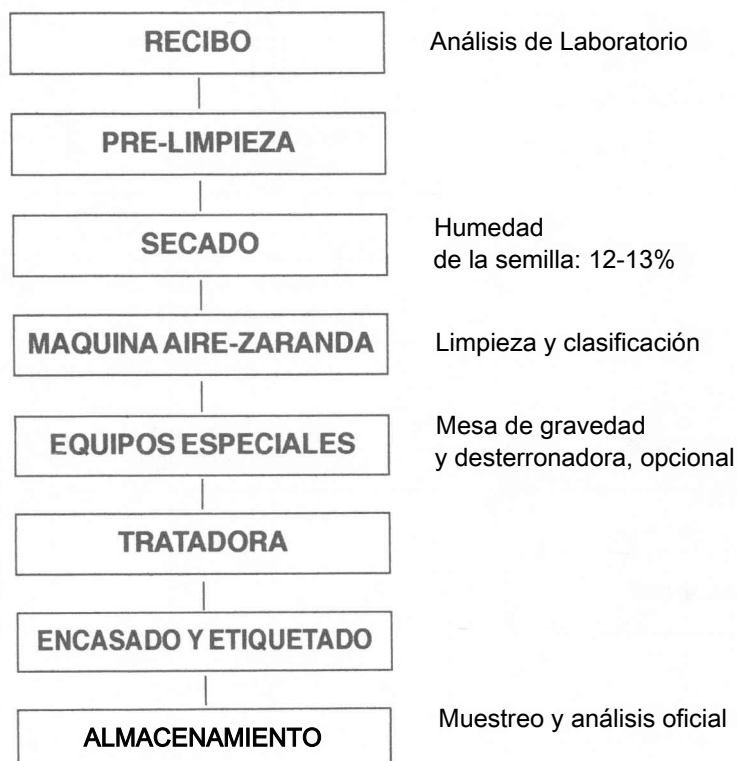 RECIBO
Análisis de Laboratorio
PRE-LIMPIEZA
SECADO
Humedad
de la semilla: 12-13%
MAQUINA AIRE-ZARANDA
Limpieza y clasificación
EQUIPOS ESPECIALES
Mesa de gravedad
y desterronadora, opcional
TRATADORA
ENCASADO Y ETIQUETADO
ALMACENAMIENTO
Muestreo y análisis oficial